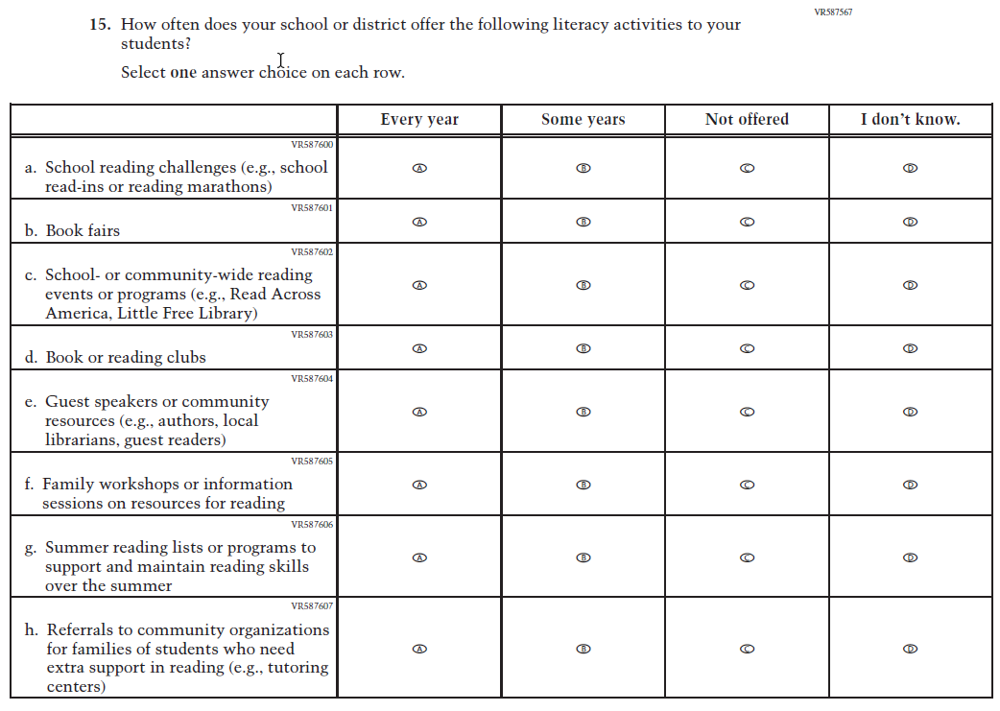 VR587567
15. How often does your school or district offer the following literacy activities to your
students?
Select one answer choice on each row.
Every year Some years Not offered I don't know.
VR587600
a. School reading challenges (e.g., school
read-ins or reading marathons)
A B C D
VR587601
b. Book fairs
A B C D
VR587602
c. School- or community-wide reading
events or programs (e.g., Read Across
America, Little Free Library)
A B C D
VR587603
d. Book or reading clubs
A B C D
VR587604
e. Guest speakers or community
resources (e.g., authors, local
librarians, guest readers)
A B C D
VR587605
f. Family workshops or information
sessions on resources for reading
A B C D
VR587606
g. Summer reading lists or programs to
support and maintain reading skills
over the summer
A B C D
VR587607
h. Referrals to community organizations
for families of students who need
extra support in reading (e.g., tutoring
centers)
A B C D